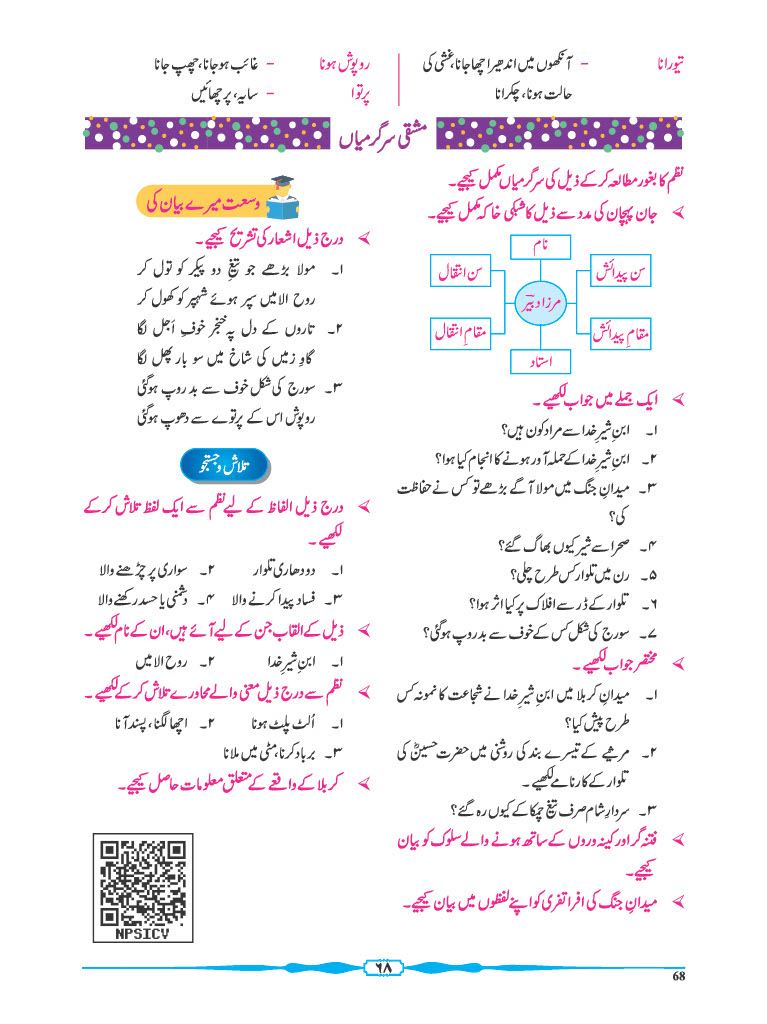 تیورانا – آنکھوں میں اندھیرا چھا جانا، غشی کی
حالت ہونا، چکرانا
روپوش ہونا – غائب ہوجانا، چھپ جانا
پرتوا – سایہ، پرچھائیں
مشقی سرگرمیاں
نظم کا بغور مطالعہ کرکے ذیل کی سرگرمیاں مکمل کیجیے۔
جان پہچان کی مدد سے ذیل کا شبکی خاکہ مکمل کیجیے۔
نام
سن پیدائش
سن انتقال
مرزا دبیرؔ
مقامِ پیدائش
مقامِ انتقال
استاد
ایک جملے میں جواب لکھیے۔
۱۔ ابنِ شیرِ خدا سے مراد کون ہیں؟
۲۔ ابنِ شیرِ خدا کے حملہ آور ہونے کا انجام کیا ہوا؟
۳۔ میدانِ جنگ میں مولا آگے بڑھے تو کس نے حفاظت
کی؟
۴۔ صحرا سے شیر کیوں بھاگ گئے؟
۵۔ رن میں تلوار کس طرح چلی؟
۶۔ تلوار کے ڈر سے افلاک پر کیا اثر ہوا؟
۷۔ سورج کی شکل کس کے خوف سے بدروپ ہوگئی؟
مختصر جواب لکھیے۔
۱۔ میدانِ کربلا میں ابنِ شیرِ خدا نے شجاعت کا نمونہ کس
طرح پیش کیا؟
۲۔ مرثیے کے تیسرے بند کی روشنی میں حضرت حسینؓ کی
تلوار کے کارنامے لکھیے۔
۳۔ سردارِ شام صرف تیغ چمکا کے کیوں رہ گئے؟
فتنہ گر اور کینہ وروں کے ساتھ ہونے والے سلوک کو بیان
کیجیے۔
میدانِ جنگ کی افراتفری کو اپنے لفظوں میں بیان کیجیے۔
وسعت میرے بیان کی
درج ذیل اشعار کی تشریح کیجیے۔
۱۔ مولا بڑھے جو تیغِ دو پیکر کو تول کر
روح الامیں سپر ہوئے شہپر کو کھول کر
۲۔ تاروں کے دل پہ خنجرِ خوفِ اَجل لگا
گاوِ زمیں کی شاخ میں سو بار پھل لگا
۳۔ سورج کی شکل خوف سے بدروپ ہوگئی
روپوش اس کے پرتوے سے دھوپ ہوگئی
تلاش و جستجو
درج ذیل الفاظ کے لیے نظم سے ایک لفظ تلاش کرکے
لکھیے۔
۱۔ دو دھاری تلوار ۲۔ سواری پر چڑھنے والا
۳۔ فساد پیدا کرنے والا ۴۔ دشمنی یا حسد رکھنے والا
ذیل کے القاب جن کے لیے آئے ہیں، ان کے نام لکھیے۔
۱۔ ابنِ شیرِ خدا ۲۔ روح الامیں
نظم سے درج ذیل معنی والے محاورے تلاش کرکے لکھیے۔
۱۔ اُلٹ پلٹ ہونا ۲۔ اچھا لگنا، پسند آنا
۳۔ برباد کرنا، مٹی میں ملانا
کربلا کے واقعے کے متعلق معلومات حاصل کیجیے۔
NPSICV
۶۸
68